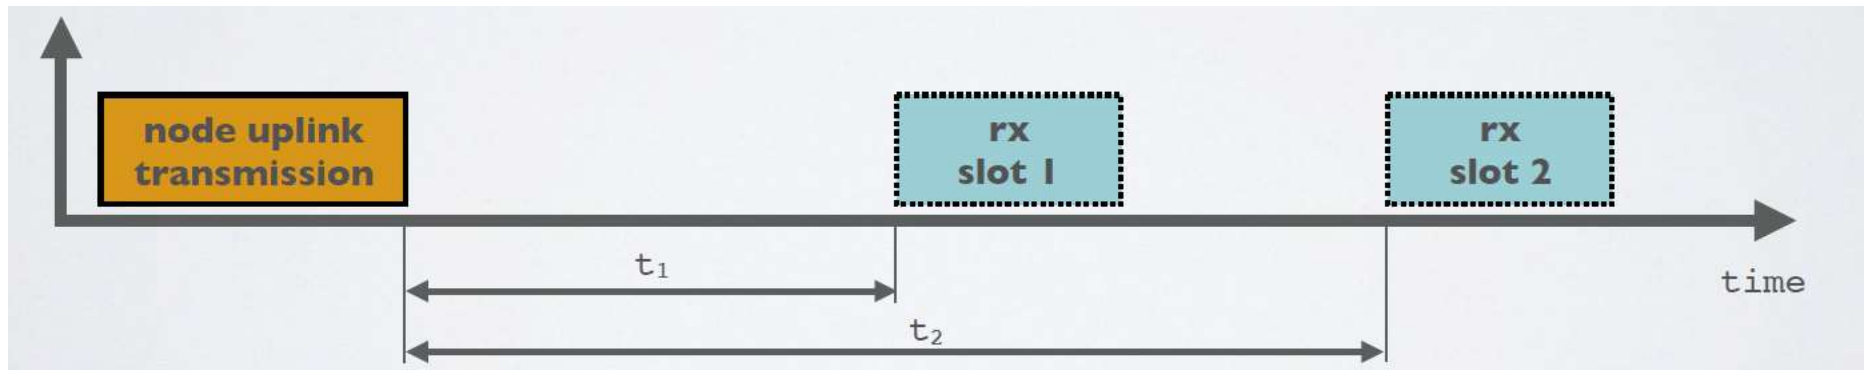 node uplink
transmission
rx
slot 1
rx
slot 2
t₁
time
t₂